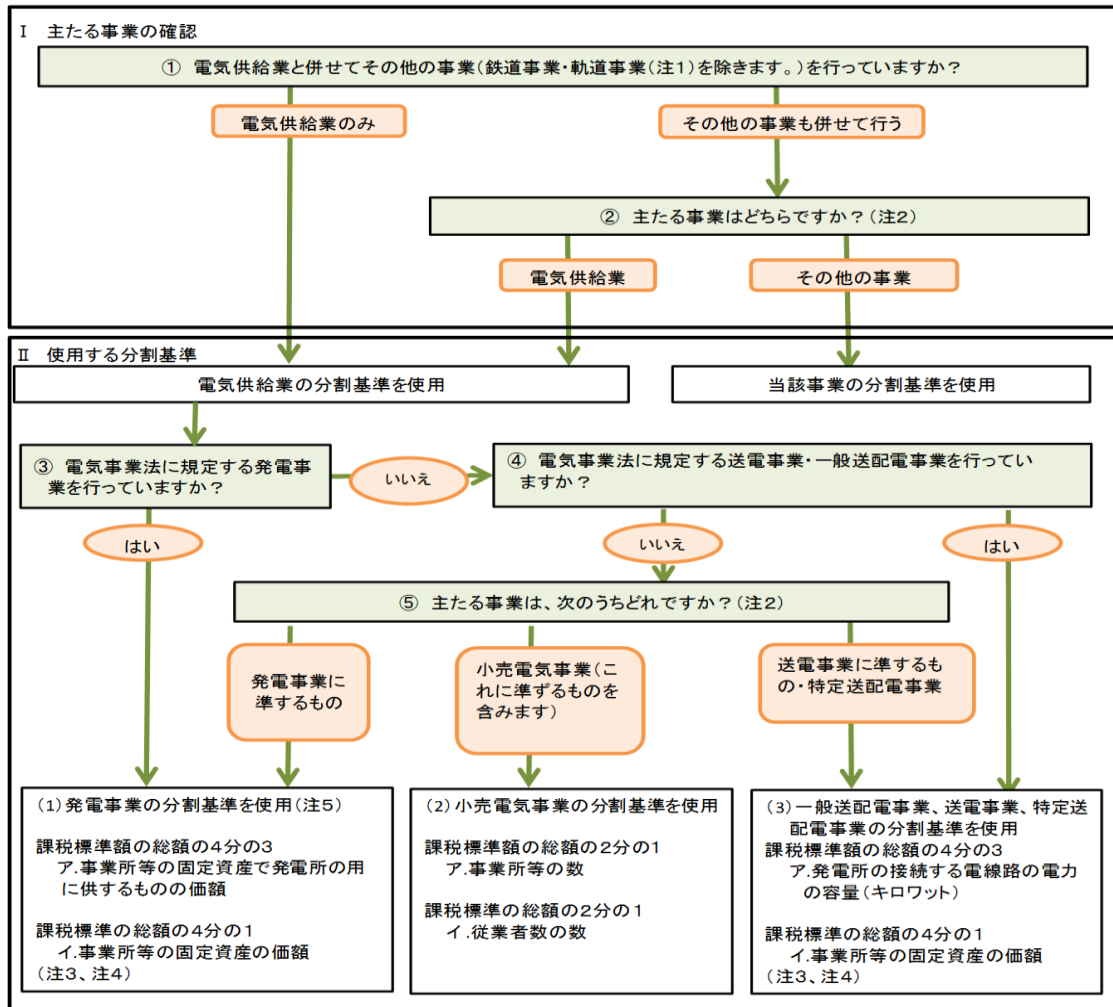 Ⅰ 主たる事業の確認
① 電気供給業と併せてその他の事業(鉄道事業・軌道事業(注1)を除きます。)を行っていますか？
電気供給業のみ
その他の事業も併せて行う
② 主たる事業はどちらですか？(注2)
電気供給業
その他の事業
Ⅱ 使用する分割基準
電気供給業の分割基準を使用
当該事業の分割基準を使用
③ 電気事業法に規定する発電事
業を行っていますか？
いいえ
④ 電気事業法に規定する送電事業・一般送配電事業を行ってい
ますか？
はい
いいえ
はい
⑤ 主たる事業は、次のうちどれですか？(注2)
発電事業に
準するもの
小売電気事業(こ
れに準ずるものを
含みます)
送電事業に準するも
の・特定送配電事業
(1)発電事業の分割基準を使用(注5)
課税標準額の総額の4分の3
ア.事業所等の固定資産で発電所の用
に供するものの価額
課税標準の総額の4分の1
イ.事業所等の固定資産の価額
(注3、注4)
(2)小売電気事業の分割基準を使用
課税標準額の総額の2分の1
ア.事業所等の数
課税標準の総額の2分の1
イ.従業者数の数
(3)一般送配電事業、送電事業、特定送
配電事業の分割基準を使用
課税標準額の総額の4分の3
ア.発電所の接続する電線路の電力
の容量(キロワット)
課税標準の総額の4分の1
イ.事業所等の固定資産の価額
(注3、注4)